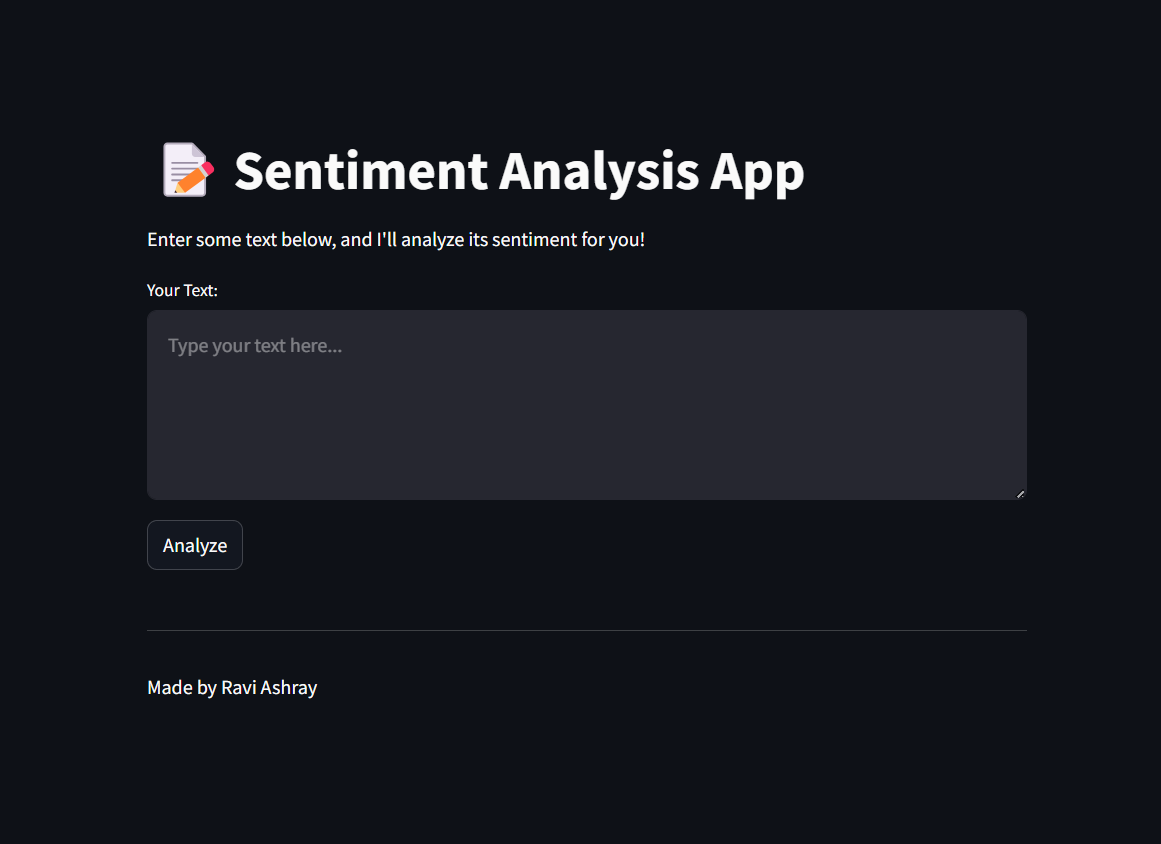 Sentiment Analysis App
Enter some text below, and I'll analyze its sentiment for you!
Your Text:
Type your text here...
Analyze
Made by Ravi Ashray